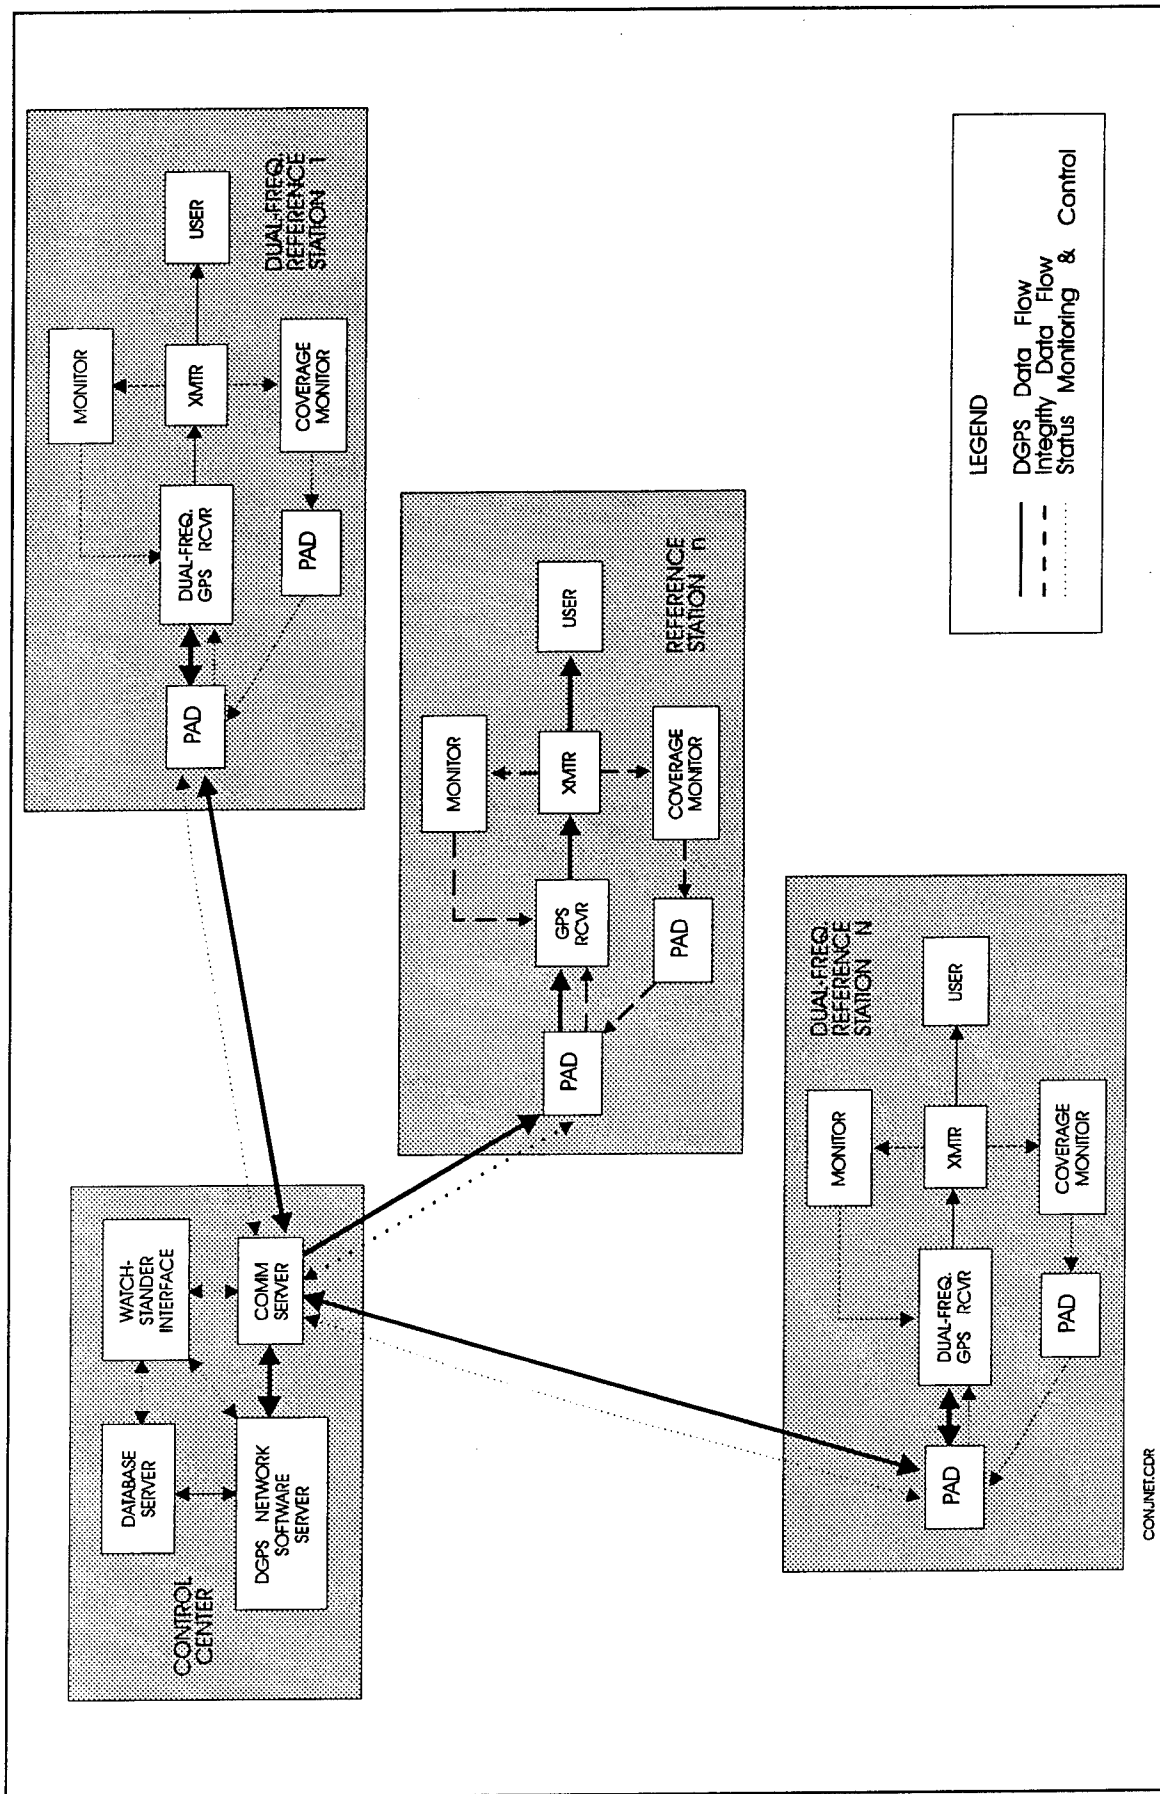 CONTROL
CENTER
DATABASE
SERVER
WATCH-
STANDER
INTERFACE
DGPS NETWORK
SOFTWARE
SERVER
COMM
SERVER
MONITOR
PAD
DUAL-FREQ.
GPS RCVR
XMTR
USER
PAD
COVERAGE
MONITOR
DUAL-FREQ.
REFERENCE
STATION 1
MONITOR
PAD
GPS
RCVR
XMTR
USER
PAD
COVERAGE
MONITOR
REFERENCE
STATION n
DUAL-FREQ.
REFERENCE
STATION N
MONITOR
PAD
DUAL-FREQ.
GPS RCVR
XMTR
USER
PAD
COVERAGE
MONITOR
LEGEND
DGPS Data Flow
Integrity Data Flow
Status Monitoring & Control
CONJNET.CDR